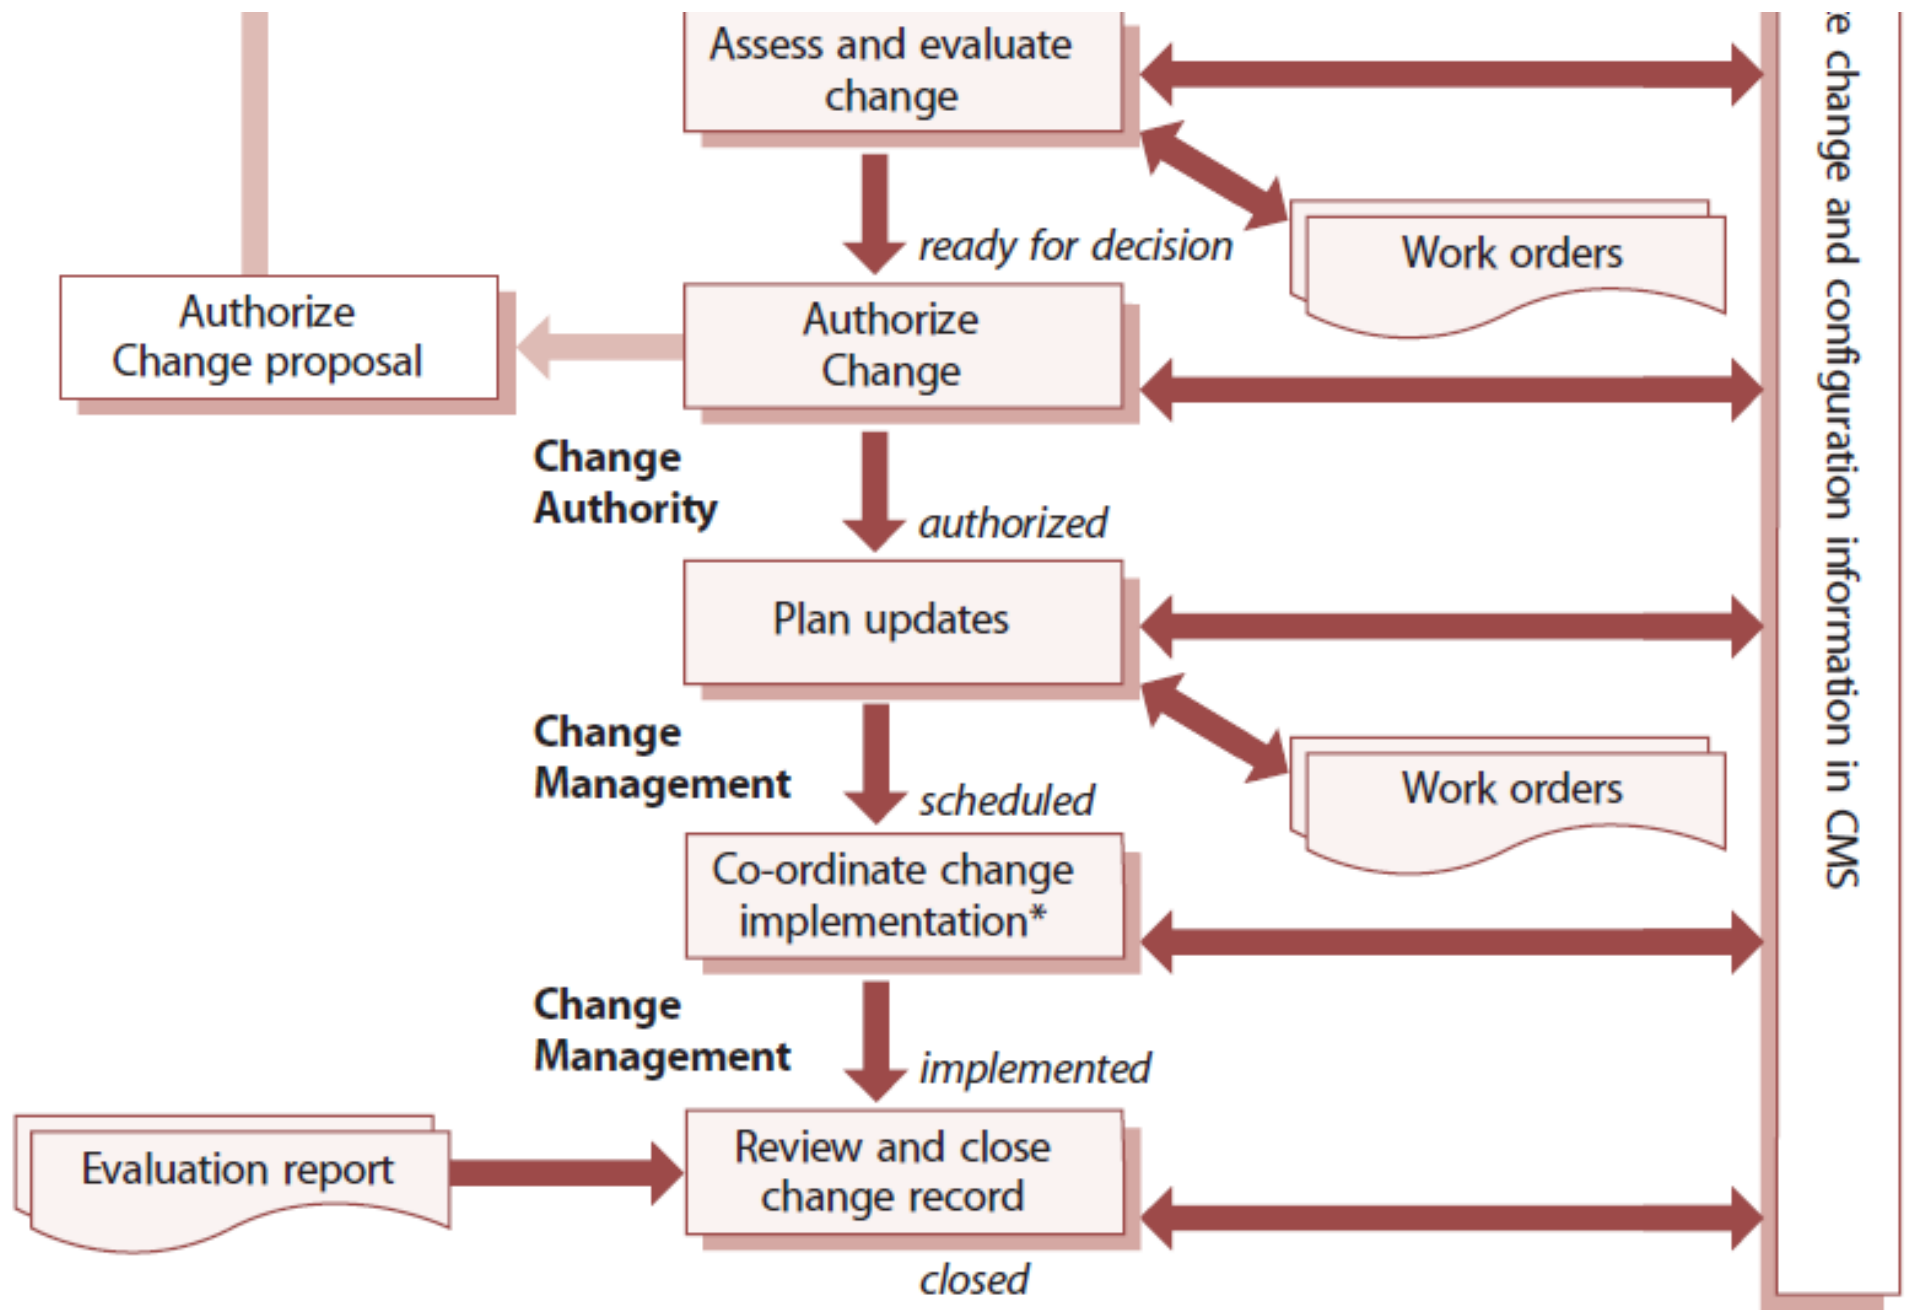 Assess and evaluate
change
ready for decision
Work orders
Authorize
Change proposal
Authorize
Change
Change
Authority
authorized
Plan updates
Change
Management
scheduled
Work orders
Co-ordinate change
implementation*
Change
Management
implemented
Evaluation report
Review and close
change record
closed
change and configuration information in CMS